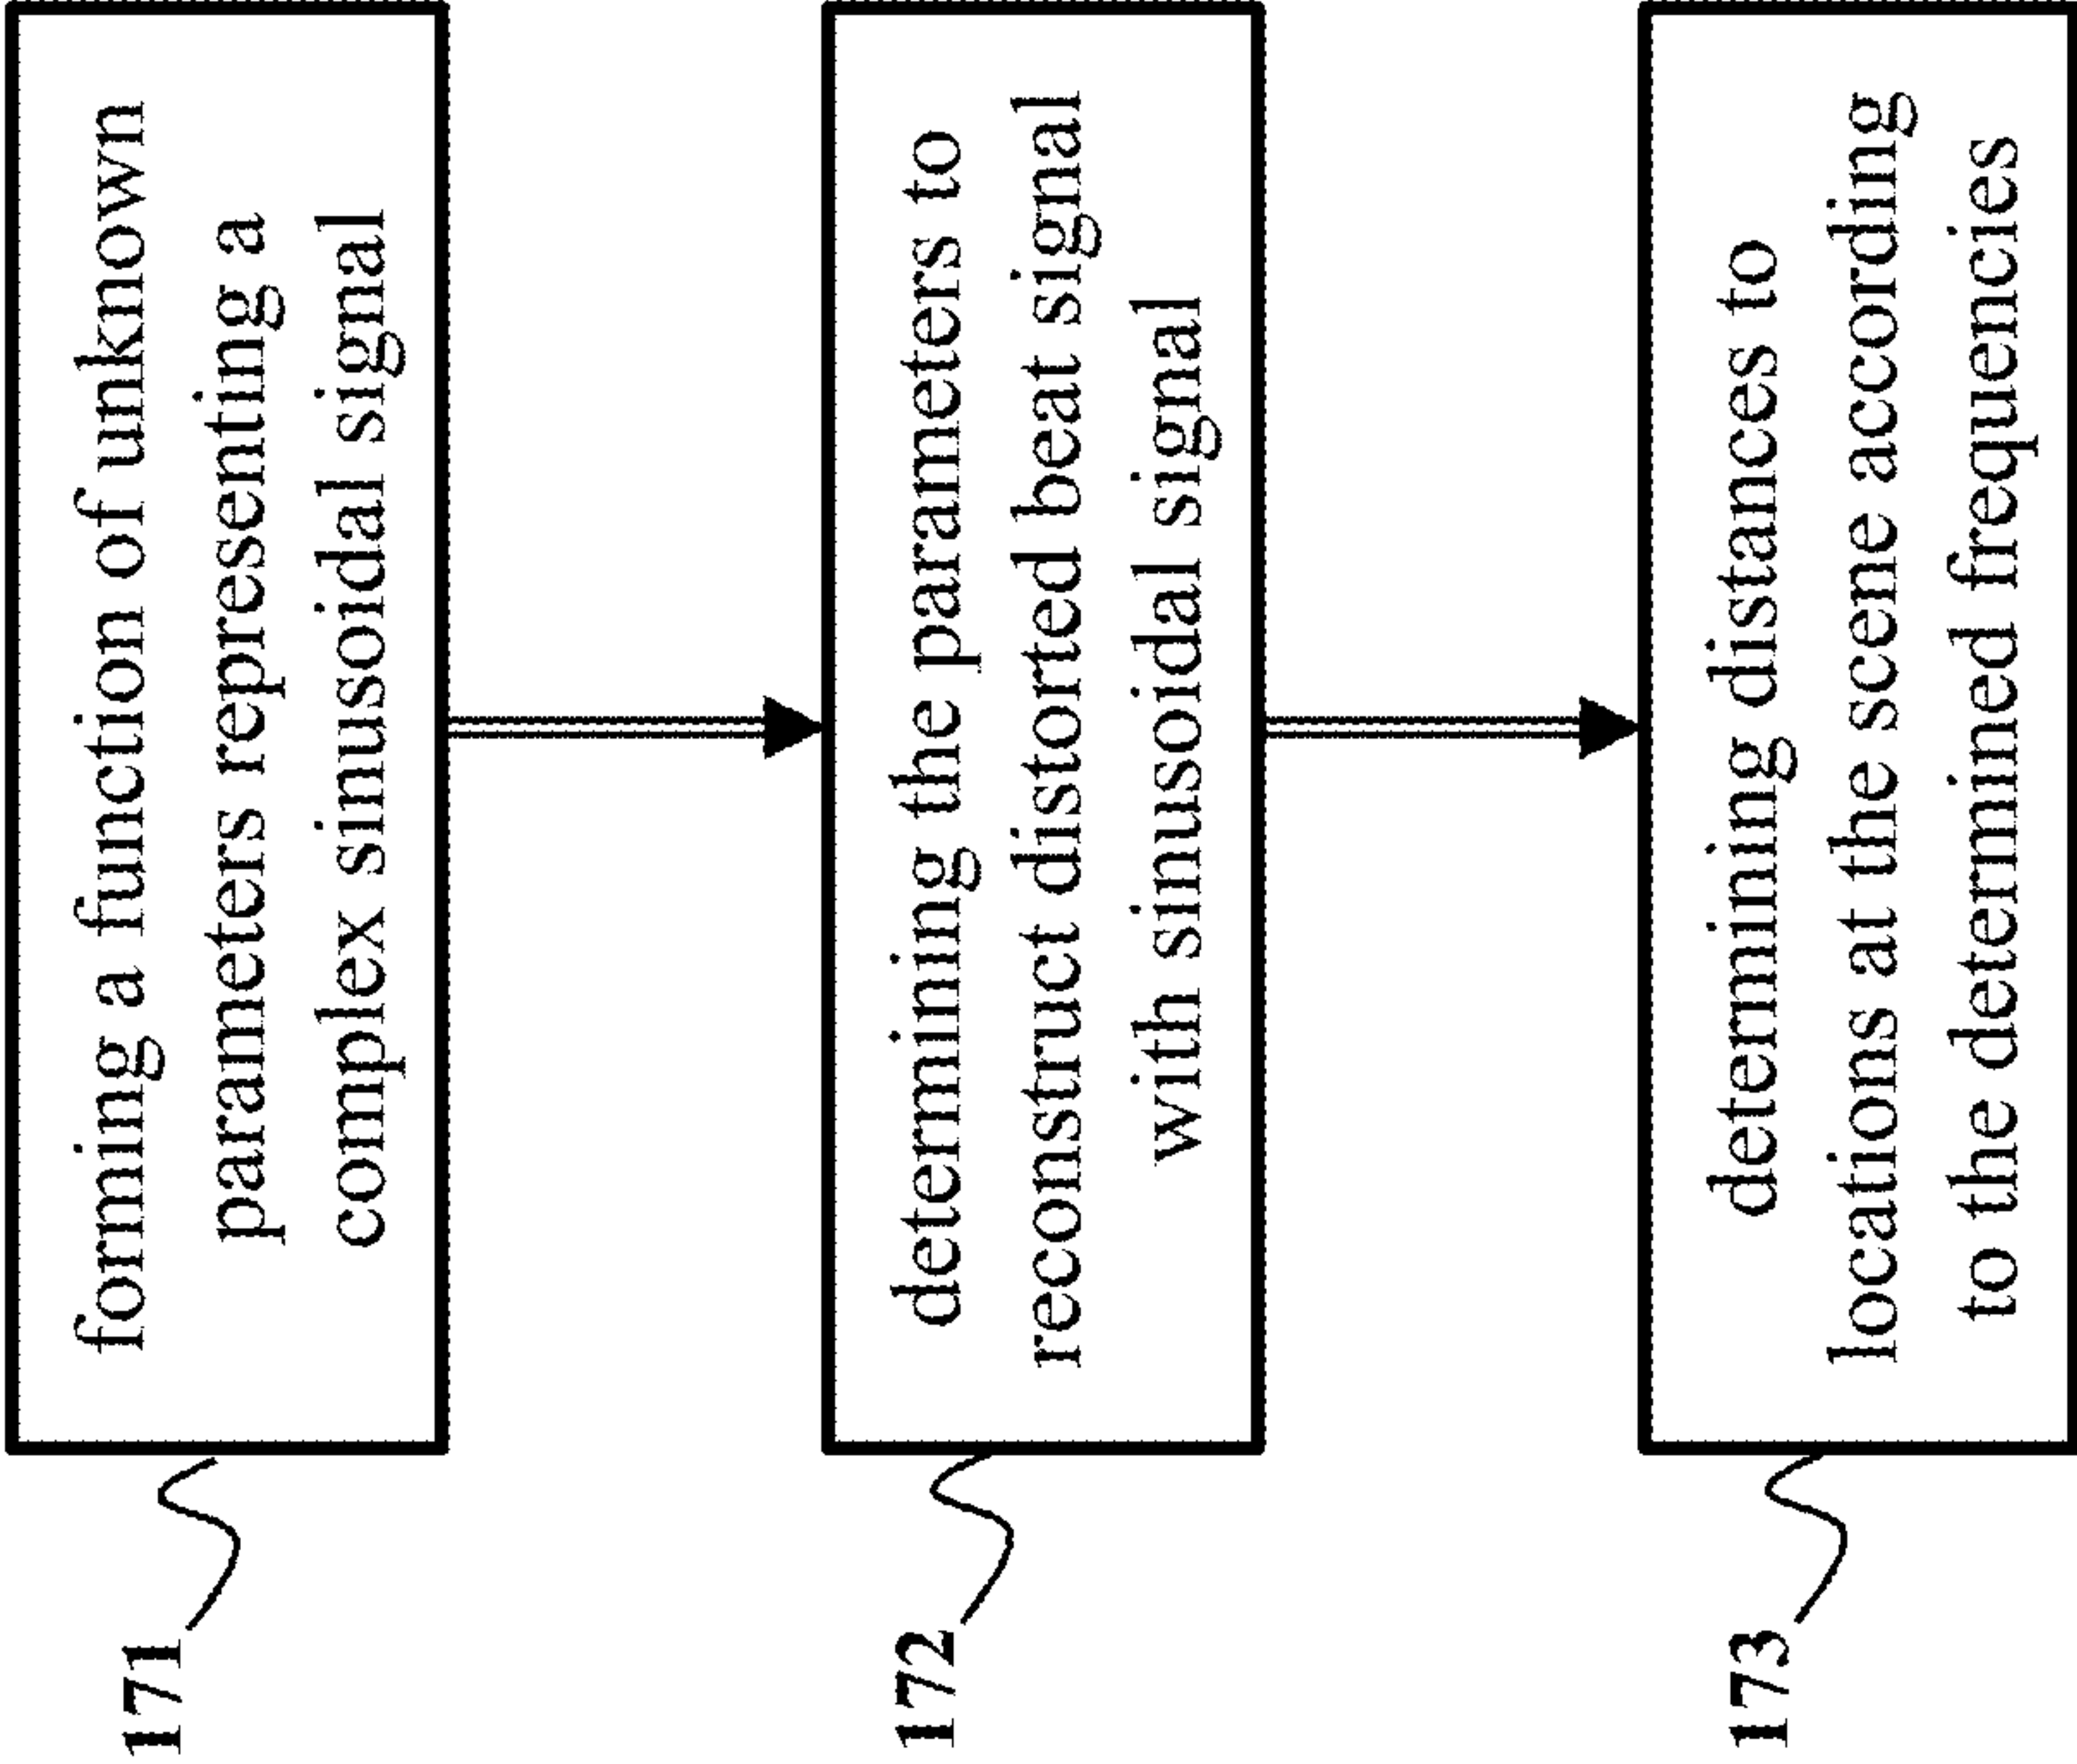 171
forming a function of unknown
parameters representing a
complex sinusoidal signal
172
determining the parameters to
reconstruct distorted beat signal
with sinusoidal signal
173
determining distances to
locations at the scene according
to the determined frequencies